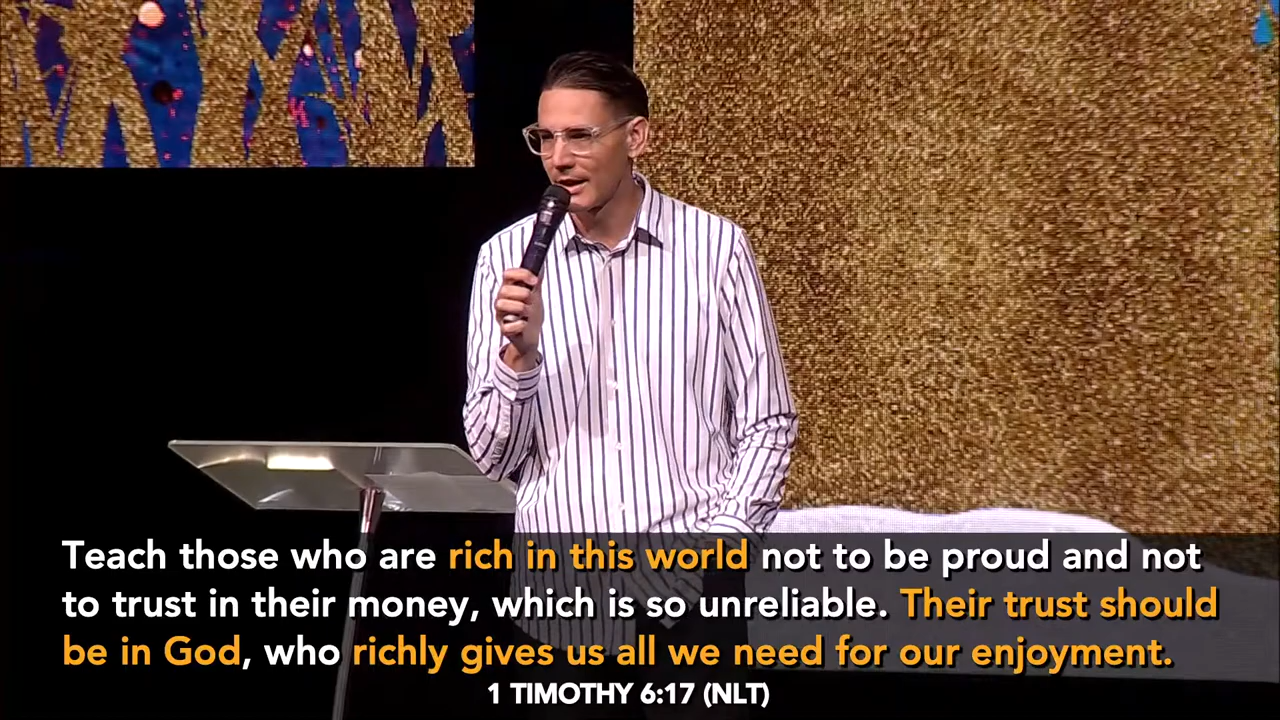 Teach those who are rich in this world not to be proud and not
to trust in their money, which is so unreliable. Their trust should
be in God, who richly gives us all we need for our enjoyment.
1 TIMOTHY 6:17 (NLT)